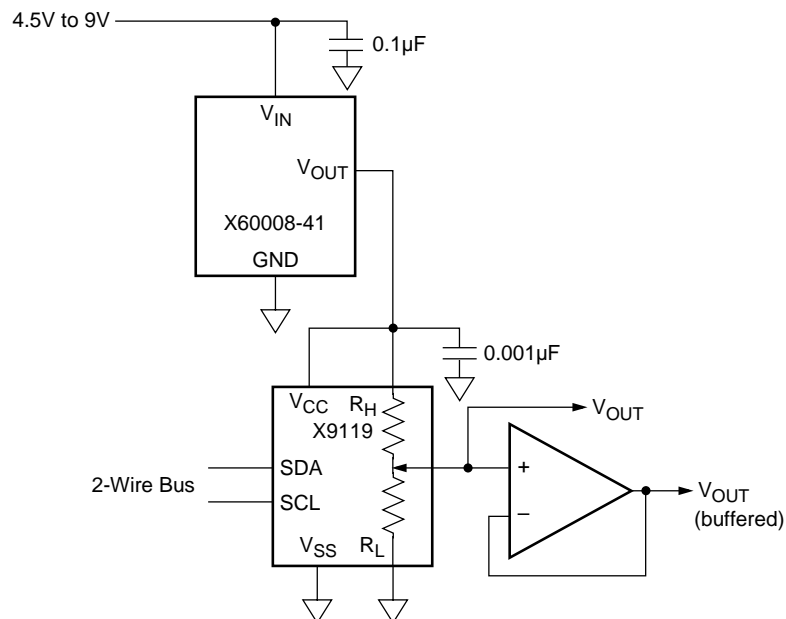 4.5V to 9V
0.1µF
VIN
VOUT
X60008-41
GND
0.001µF
VCC
RH
X9119
VOUT
2-Wire Bus
SDA
SCL
+
–
VOUT
(buffered)
VSS
RL